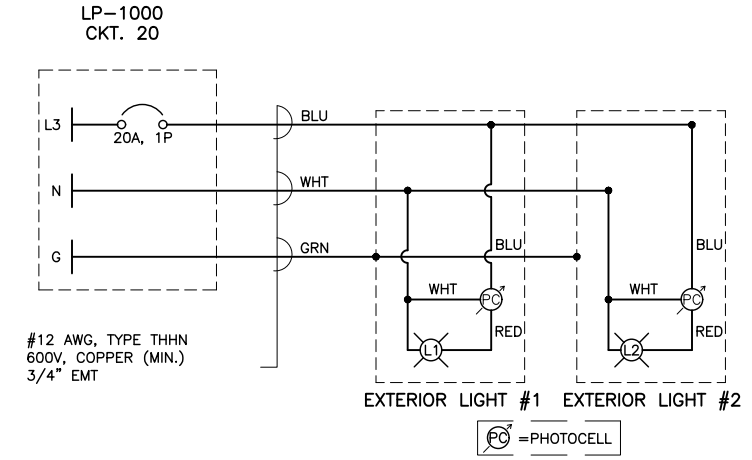 LP-1000
CKT. 20
L3
20A, 1P
BLU
N
WHT
G
GRN
BLU
BLU
WHT
PC
WHT
PC
RED
RED
L1
L2
#12 AWG, TYPE THHN
600V, COPPER (MIN.)
3/4" EMT
EXTERIOR LIGHT #1
EXTERIOR LIGHT #2
PC =PHOTOCELL